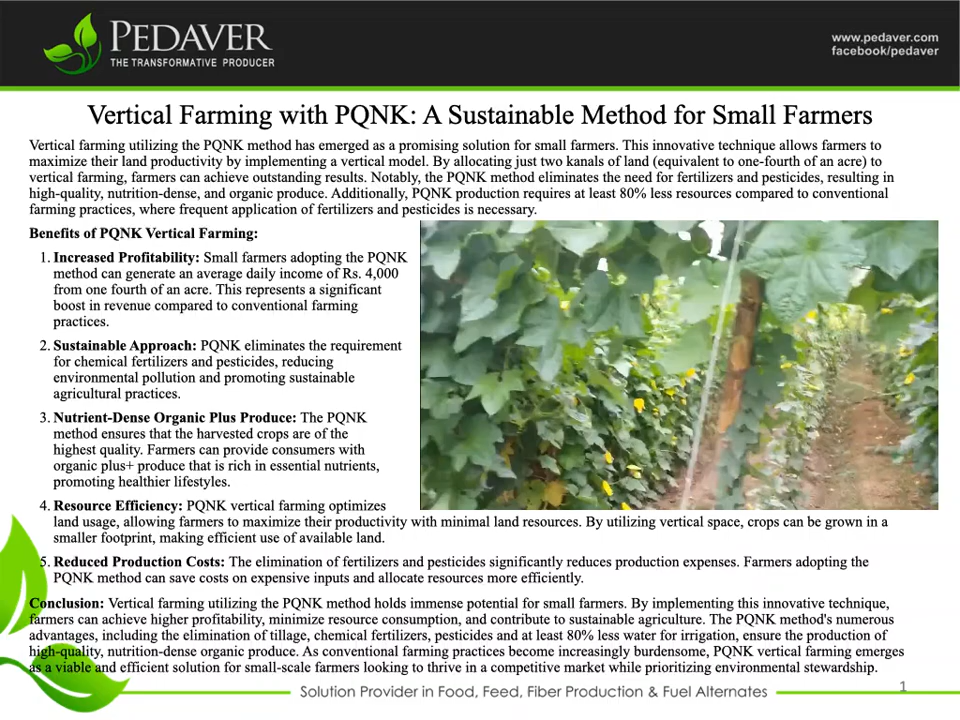 PEDAVER
THE TRANSFORMATIVE PRODUCER
www.pedaver.com
facebook/pedaver
Vertical Farming with PQNK: A Sustainable Method for Small Farmers
Vertical farming utilizing the PQNK method has emerged as a promising solution for small farmers. This innovative technique allows farmers to
maximize their land productivity by implementing a vertical model. By allocating just two kanals of land (equivalent to one-fourth of an acre) to
vertical farming, farmers can achieve outstanding results. Notably, the PQNK method eliminates the need for fertilizers and pesticides, resulting in
high-quality, nutrition-dense, and organic produce. Additionally, PQNK production requires at least 80% less resources compared to conventional
farming practices, where frequent application of fertilizers and pesticides is necessary.
Benefits of PQNK Vertical Farming:
1. Increased Profitability: Small farmers adopting the PQNK
method can generate an average daily income of Rs. 4,000
from one fourth of an acre. This represents a significant
boost in revenue compared to conventional farming
practices.
2. Sustainable Approach: PQNK eliminates the requirement
for chemical fertilizers and pesticides, reducing
environmental pollution and promoting sustainable
agricultural practices.
3. Nutrient-Dense Organic Plus Produce: The PQNK
method ensures that the harvested crops are of the
highest quality. Farmers can provide consumers with
organic plus+ produce that is rich in essential nutrients,
promoting healthier lifestyles.
4. Resource Efficiency: PQNK vertical farming optimizes
land usage, allowing farmers to maximize their productivity with minimal land resources. By utilizing vertical space, crops can be grown in a
smaller footprint, making efficient use of available land.
5. Reduced Production Costs: The elimination of fertilizers and pesticides significantly reduces production expenses. Farmers adopting the
PQNK method can save costs on expensive inputs and allocate resources more efficiently.
Conclusion: Vertical farming utilizing the PQNK method holds immense potential for small farmers. By implementing this innovative technique,
farmers can achieve higher profitability, minimize resource consumption, and contribute to sustainable agriculture. The PQNK method's numerous
advantages, including the elimination of tillage, chemical fertilizers, pesticides and at least 80% less water for irrigation, ensure the production of
high-quality, nutrition-dense organic produce. As conventional farming practices become increasingly burdensome, PQNK vertical farming emerges
as a viable and efficient solution for small-scale farmers looking to thrive in a competitive market while prioritizing environmental stewardship.
Solution Provider in Food, Feed, Fiber Production & Fuel Alternates
1